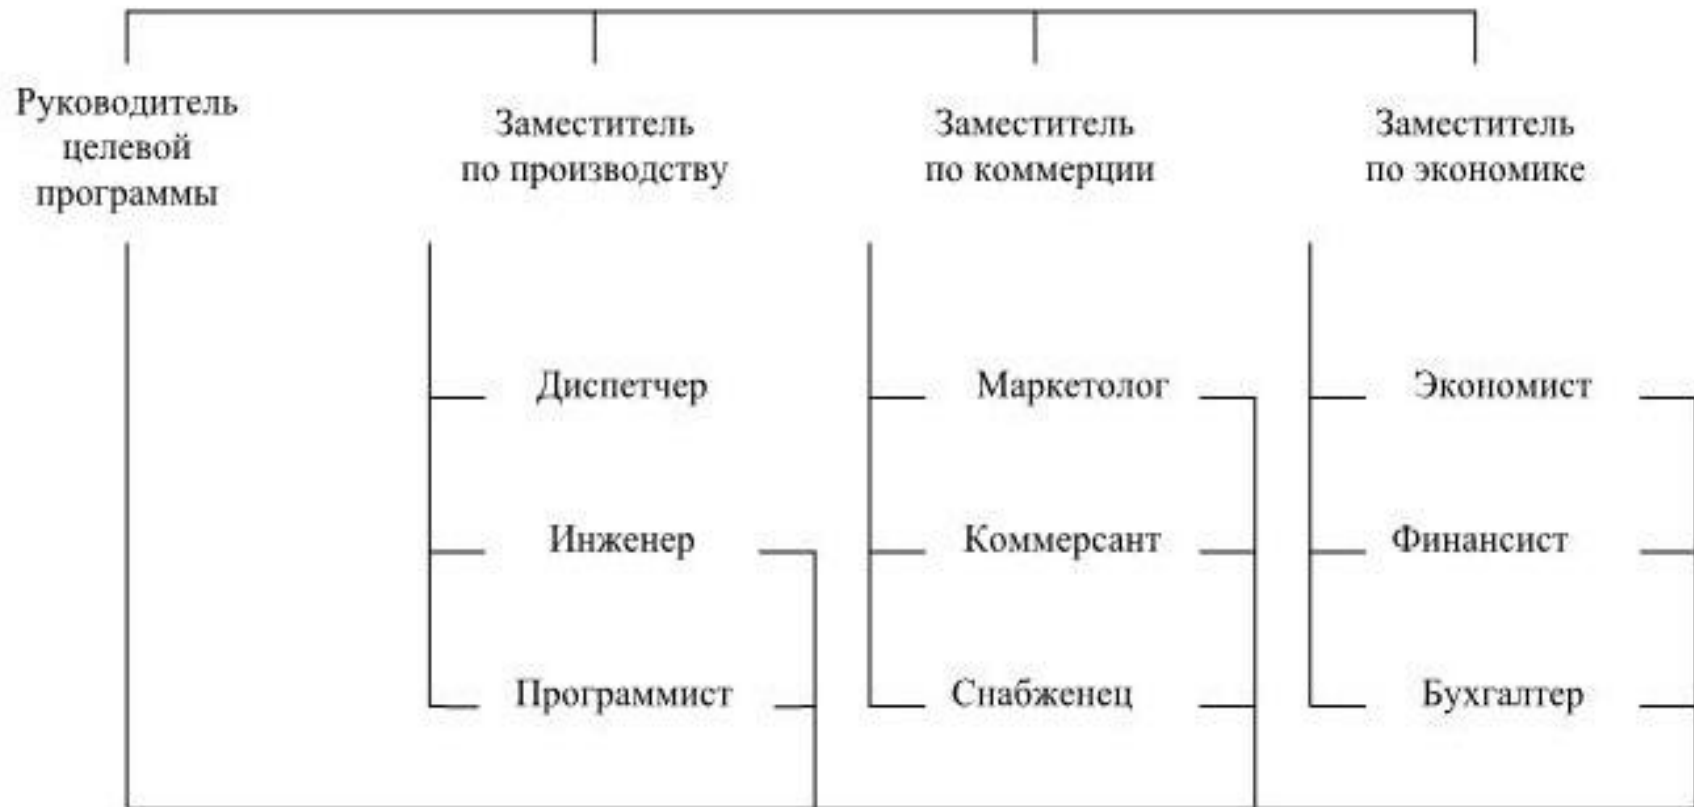 Руководитель
целевой
программы
Заместитель
по производству
Заместитель
по коммерции
Заместитель
по экономике
Диспетчер
Маркетолог
Экономист
Инженер
Коммерсант
Финансист
Программист
Снабженец
Бухгалтер